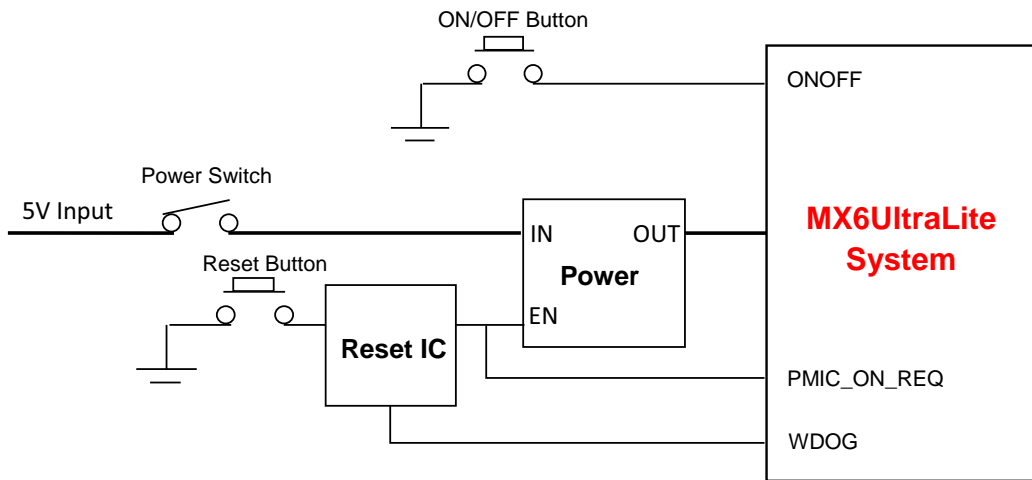 ON/OFF Button
ONOFF
Power Switch
5V Input
MX6UltraLite
System
IN OUT
Reset Button
Power
EN
Reset IC
PMIC_ON_REQ
WDOG